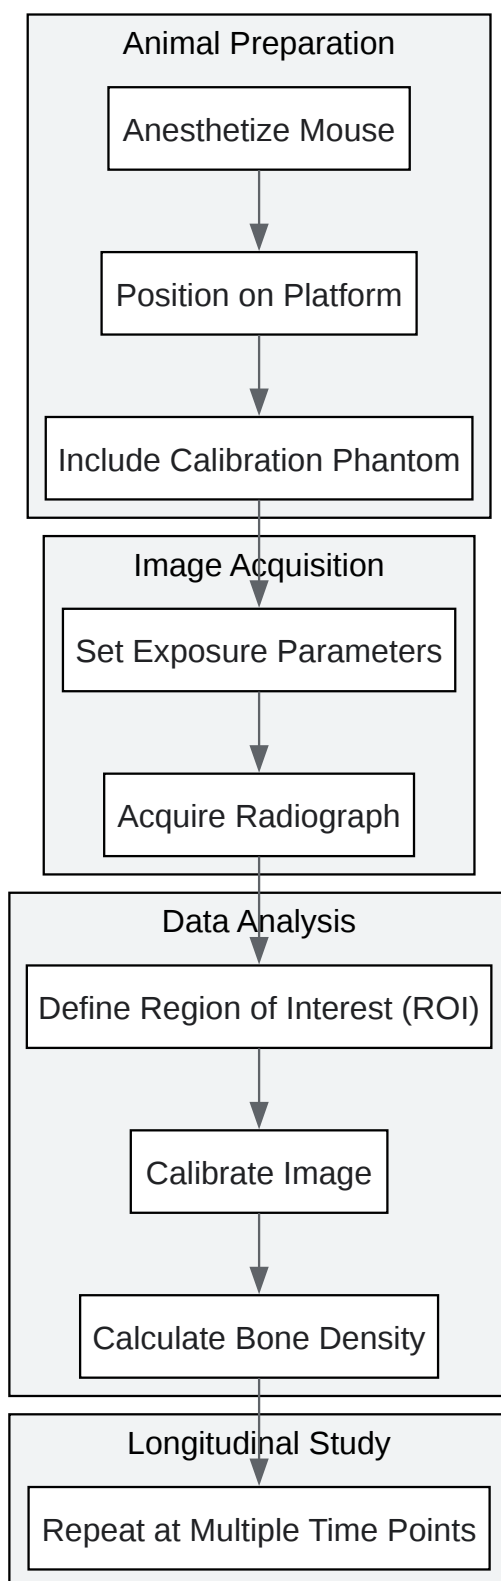 Animal Preparation
Anesthetize Mouse
Position on Platform
Include Calibration Phantom
Image Acquisition
Set Exposure Parameters
Acquire Radiograph
Data Analysis
Define Region of Interest (ROI)
Calibrate Image
Calculate Bone Density
Longitudinal Study
Repeat at Multiple Time Points